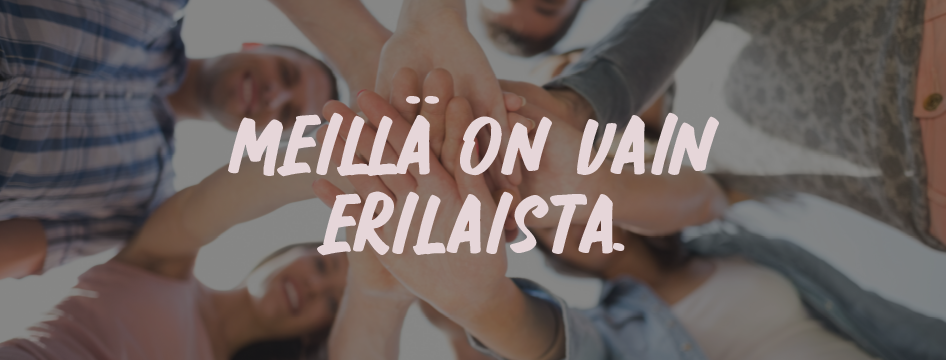 MEILLÄ ON VAIN
ERILAISTA.